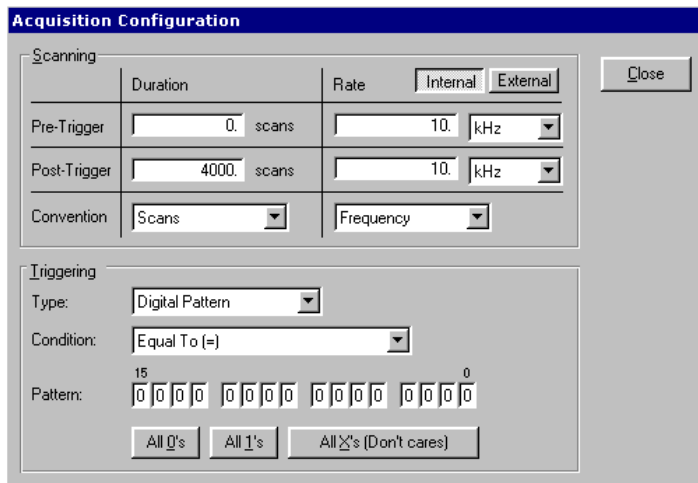 Acquisition Configuration
Scanning
Duration Rate Internal External Close
Pre-Trigger 0. scans 10. kHz
Post-Trigger 4000. scans 10. kHz
Convention Scans Frequency
Triggering
Type: Digital Pattern
Condition: Equal To (=)
15 0
Pattern: 0 0 0 0 0 0 0 0 0 0 0 0 0 0 0 0
All 0's All 1's All X's (Don't cares)